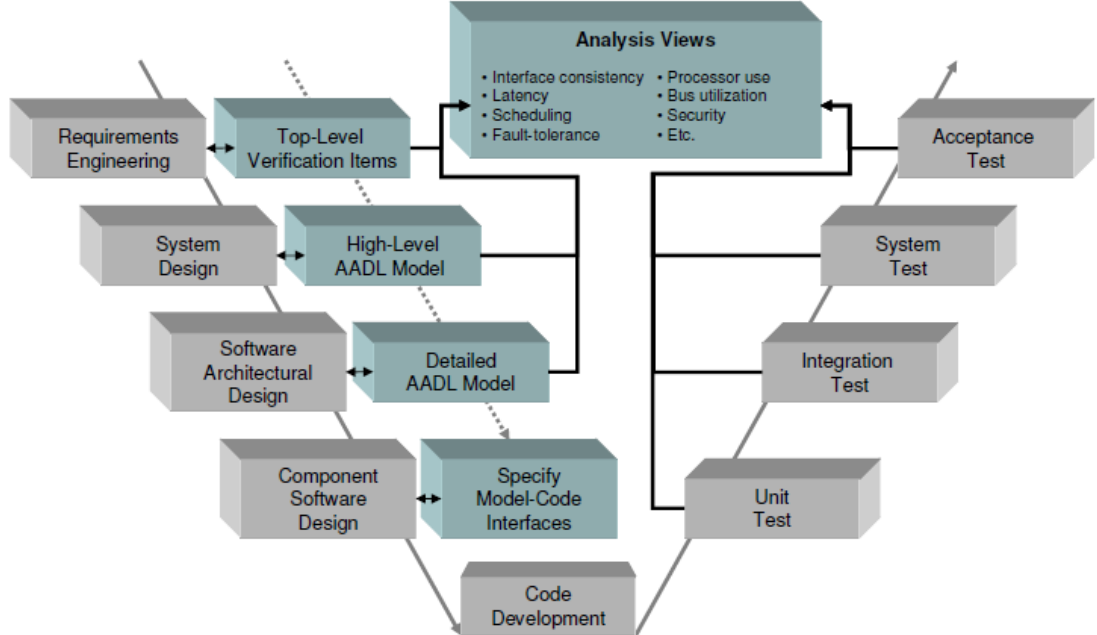 Analysis Views
• Interface consistency
• Latency
• Scheduling
• Fault-tolerance
• Processor use
• Bus utilization
• Security
• Etc.
Requirements
Engineering
Top-Level
Verification Items
Acceptance
Test
System
Design
High-Level
AADL Model
System
Test
Software
Architectural
Design
Detailed
AADL Model
Integration
Test
Component
Software
Design
Specify
Model-Code
Interfaces
Unit
Test
Code
Development